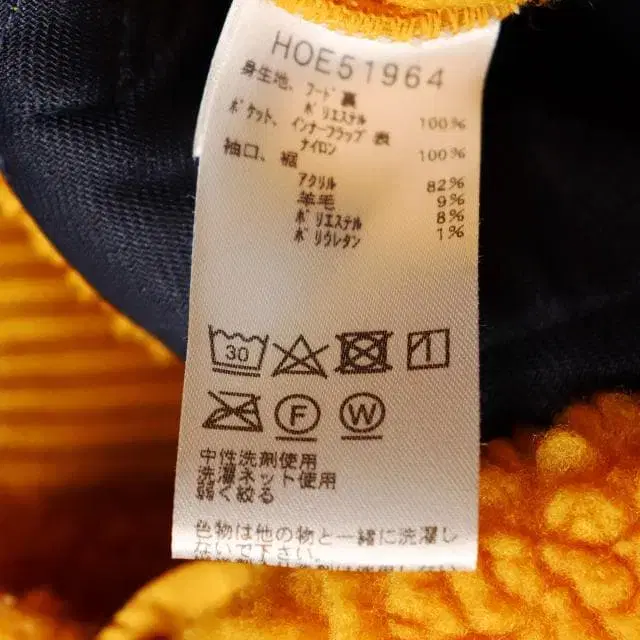 HOE51964
身生地、フード 裏
ポリエステル 100%
ポケット、インナーフラップ 表
ナイロン 100%
袖口、裾
アクリル 82%
羊毛 9%
ポリエステル 8%
ポリウレタン 1%
30
F W
中性洗剤使用
洗濯ネット使用
弱く絞る
色物は他の物と一緒に洗濯し
ないで下さい。